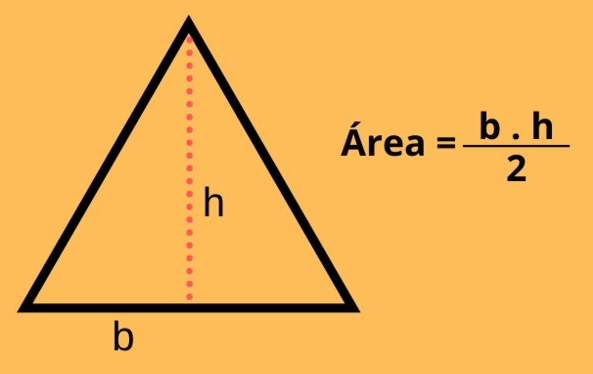 Área = b . h
2
h
b